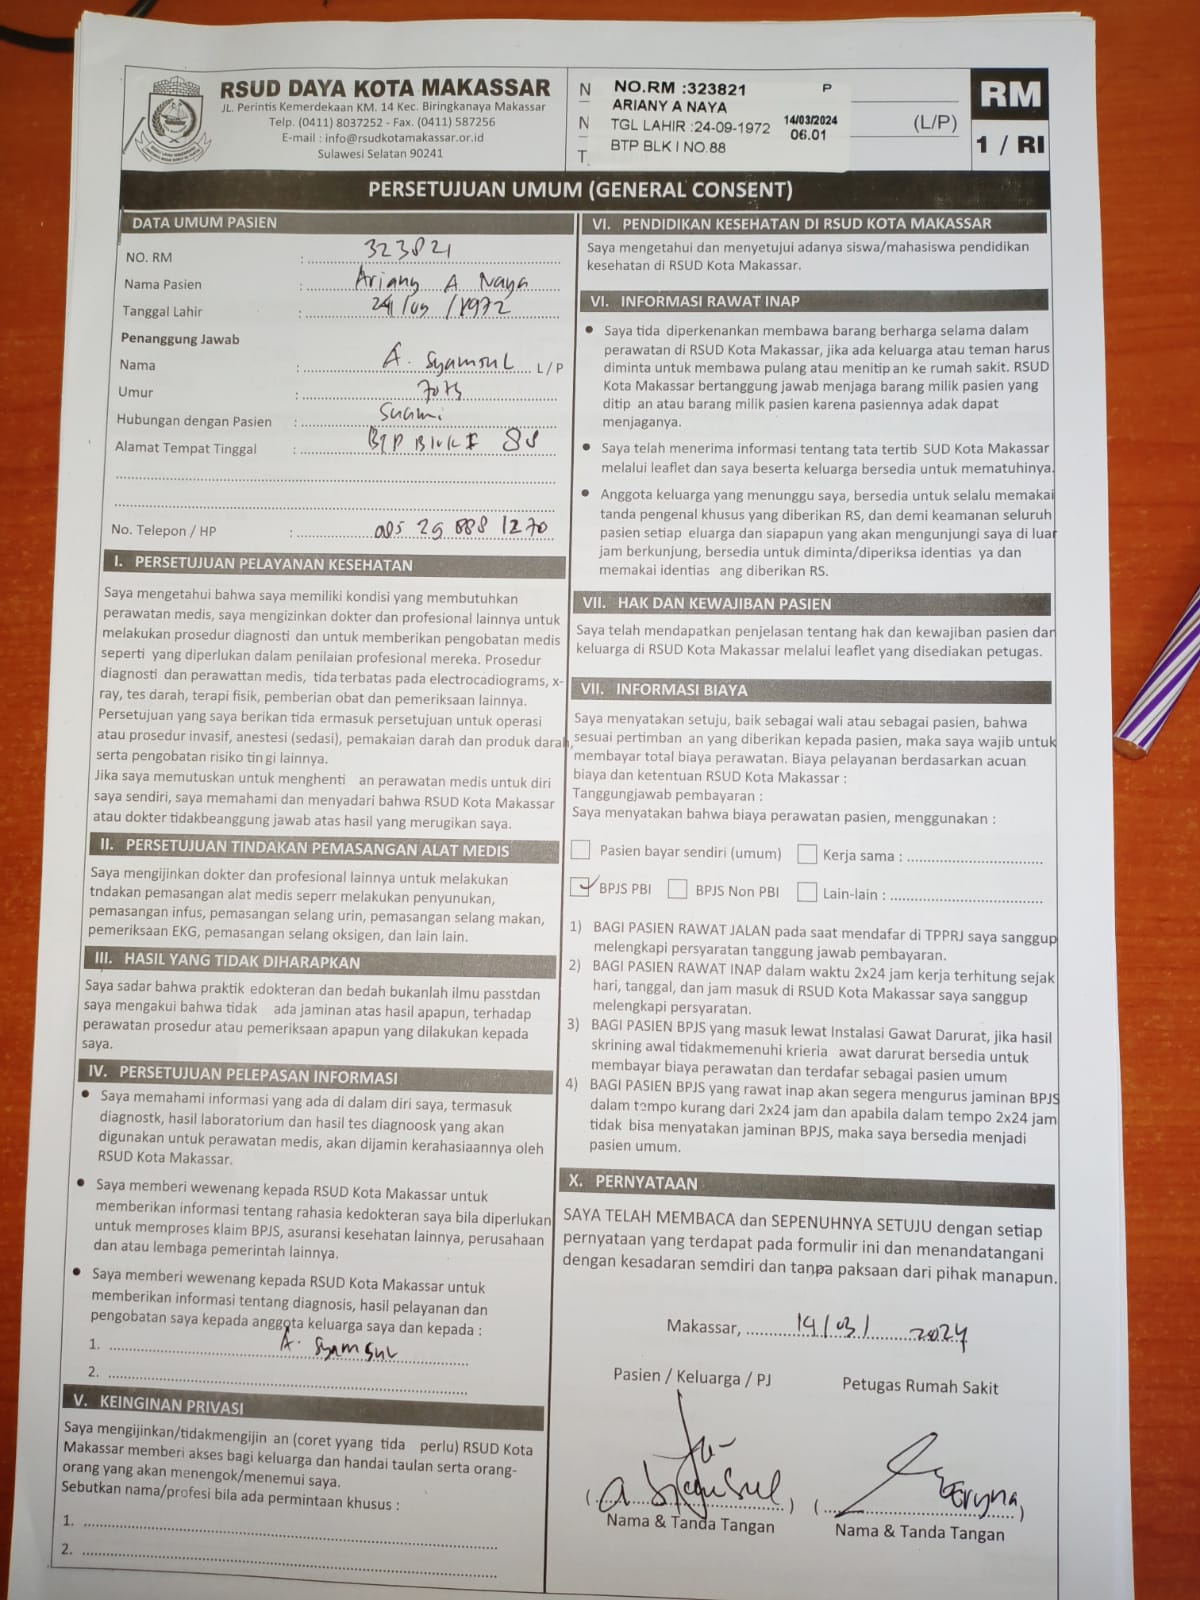 RSUD DAYA KOTA MAKASSAR
JL. Perintis Kemerdekaan KM. 14 Kec. Biringkanaya Makassar
Telp. (0411) 8037252 - Fax. (0411) 587256
E-mail : info@rsudkotamakassar.or.id
Sulawesi Selatan 90241
N
N
T
NO.RM :323821 P
ARIANY A NAYA
TGL LAHIR :24-09-1972 14/03/2024
06.01
BTP BLK I NO.88
(L/P)
RM
1 / RI
PERSETUJUAN UMUM (GENERAL CONSENT)
DATA UMUM PASIEN
NO. RM : 323821
Nama Pasien : Ariany A Naya
Tanggal Lahir : 24/09/1972
Penanggung Jawab
Nama : A. Syamsul L / P
Umur :
Hubungan dengan Pasien : Suami
Alamat Tempat Tinggal : BTP Blok I 88
No. Telepon / HP : 085 29 888 1270
I. PERSETUJUAN PELAYANAN KESEHATAN
Saya mengetahui bahwa saya memiliki kondisi yang membutuhkan
perawatan medis, saya mengizinkan dokter dan profesional lainnya untuk
melakukan prosedur diagnosti dan untuk memberikan pengobatan medis
seperti yang diperlukan dalam penilaian profesional mereka. Prosedur
diagnosti dan perawattan medis, tida terbatas pada electrocadiograms, x-
ray, tes darah, terapi fisik, pemberian obat dan pemeriksaan lainnya.
Persetujuan yang saya berikan tida ermasuk persetujuan untuk operasi
atau prosedur invasif, anestesi (sedasi), pemakaian darah dan produk darah,
serta pengobatan risiko tin gi lainnya.
Jika saya memutuskan untuk menghenti an perawatan medis untuk diri
saya sendiri, saya memahami dan menyadari bahwa RSUD Kota Makassar
atau dokter tidakbeanggung jawab atas hasil yang merugikan saya.
II. PERSETUJUAN TINDAKAN PEMASANGAN ALAT MEDIS
Saya mengijinkan dokter dan profesional lainnya untuk melakukan
tndakan pemasangan alat medis seperr melakukan penyunukan,
pemasangan infus, pemasangan selang urin, pemasangan selang makan,
pemeriksaan EKG, pemasangan selang oksigen, dan lain lain.
III. HASIL YANG TIDAK DIHARAPKAN
Saya sadar bahwa praktik edokteran dan bedah bukanlah ilmu passtdan
saya mengakui bahwa tidak ada jaminan atas hasil apapun, terhadap
perawatan prosedur atau pemeriksaan apapun yang dilakukan kepada
saya.
IV. PERSETUJUAN PELEPASAN INFORMASI
• Saya memahami informasi yang ada di dalam diri saya, termasuk
diagnostk, hasil laboratorium dan hasil tes diagnoosk yang akan
digunakan untuk perawatan medis, akan dijamin kerahasiaannya oleh
RSUD Kota Makassar.
• Saya memberi wewenang kepada RSUD Kota Makassar untuk
memberikan informasi tentang rahasia kedokteran saya bila diperlukan
untuk memproses klaim BPJS, asuransi kesehatan lainnya, perusahaan
dan atau lembaga pemerintah lainnya.
• Saya memberi wewenang kepada RSUD Kota Makassar untuk
memberikan informasi tentang diagnosis, hasil pelayanan dan
pengobatan saya kepada anggota keluarga saya dan kepada :
1. A. Syamsul
2.
V. KEINGINAN PRIVASI
Saya mengijinkan/tidakmengijin an (coret yyang tida perlu) RSUD Kota
Makassar memberi akses bagi keluarga dan handai taulan serta orang-
orang yang akan menengok/menemui saya.
Sebutkan nama/profesi bila ada permintaan khusus :
1.
2.
VI. PENDIDIKAN KESEHATAN DI RSUD KOTA MAKASSAR
Saya mengetahui dan menyetujui adanya siswa/mahasiswa pendidikan
kesehatan di RSUD Kota Makassar.
VI. INFORMASI RAWAT INAP
• Saya tida diperkenankan membawa barang berharga selama dalam
perawatan di RSUD Kota Makassar, jika ada keluarga atau teman harus
diminta untuk membawa pulang atau menitip an ke rumah sakit. RSUD
Kota Makassar bertanggung jawab menjaga barang milik pasien yang
ditip an atau barang milik pasien karena pasiennya adak dapat
menjaganya.
• Saya telah menerima informasi tentang tata tertib SUD Kota Makassar
melalui leaflet dan saya beserta keluarga bersedia untuk mematuhinya.
• Anggota keluarga yang menunggu saya, bersedia untuk selalu memakai
tanda pengenal khusus yang diberikan RS, dan demi keamanan seluruh
pasien setiap eluarga dan siapapun yang akan mengunjungi saya di luar
jam berkunjung, bersedia untuk diminta/diperiksa identias ya dan
memakai identias ang diberikan RS.
VII. HAK DAN KEWAJIBAN PASIEN
Saya telah mendapatkan penjelasan tentang hak dan kewajiban pasien dan
keluarga di RSUD Kota Makassar melalui leaflet yang disediakan petugas.
VII. INFORMASI BIAYA
Saya menyatakan setuju, baik sebagai wali atau sebagai pasien, bahwa
sesuai pertimban an yang diberikan kepada pasien, maka saya wajib untuk
membayar total biaya perawatan. Biaya pelayanan berdasarkan acuan
biaya dan ketentuan RSUD Kota Makassar :
Tanggungjawab pembayaran :
Saya menyatakan bahwa biaya perawatan pasien, menggunakan :
Pasien bayar sendiri (umum) Kerja sama :
BPJS PBI BPJS Non PBI Lain-lain :
1) BAGI PASIEN RAWAT JALAN pada saat mendafar di TPPRJ saya sanggup
melengkapi persyaratan tanggung jawab pembayaran.
2) BAGI PASIEN RAWAT INAP dalam waktu 2x24 jam kerja terhitung sejak
hari, tanggal, dan jam masuk di RSUD Kota Makassar saya sanggup
melengkapi persyaratan.
3) BAGI PASIEN BPJS yang masuk lewat Instalasi Gawat Darurat, jika hasil
skrining awal tidakmemenuhi krieria awat darurat bersedia untuk
membayar biaya perawatan dan terdafar sebagai pasien umum
4) BAGI PASIEN BPJS yang rawat inap akan segera mengurus jaminan BPJS
dalam tempo kurang dari 2x24 jam dan apabila dalam tempo 2x24 jam
tidak bisa menyatakan jaminan BPJS, maka saya bersedia menjadi
pasien umum.
X. PERNYATAAN
SAYA TELAH MEMBACA dan SEPENUHNYA SETUJU dengan setiap
pernyataan yang terdapat pada formulir ini dan menandatangani
dengan kesadaran semdiri dan tanpa paksaan dari pihak manapun.
Makassar, 14/03/ 2024
Pasien / Keluarga / PJ Petugas Rumah Sakit
(a Syamsul) (Eryna)
Nama & Tanda Tangan Nama & Tanda Tangan